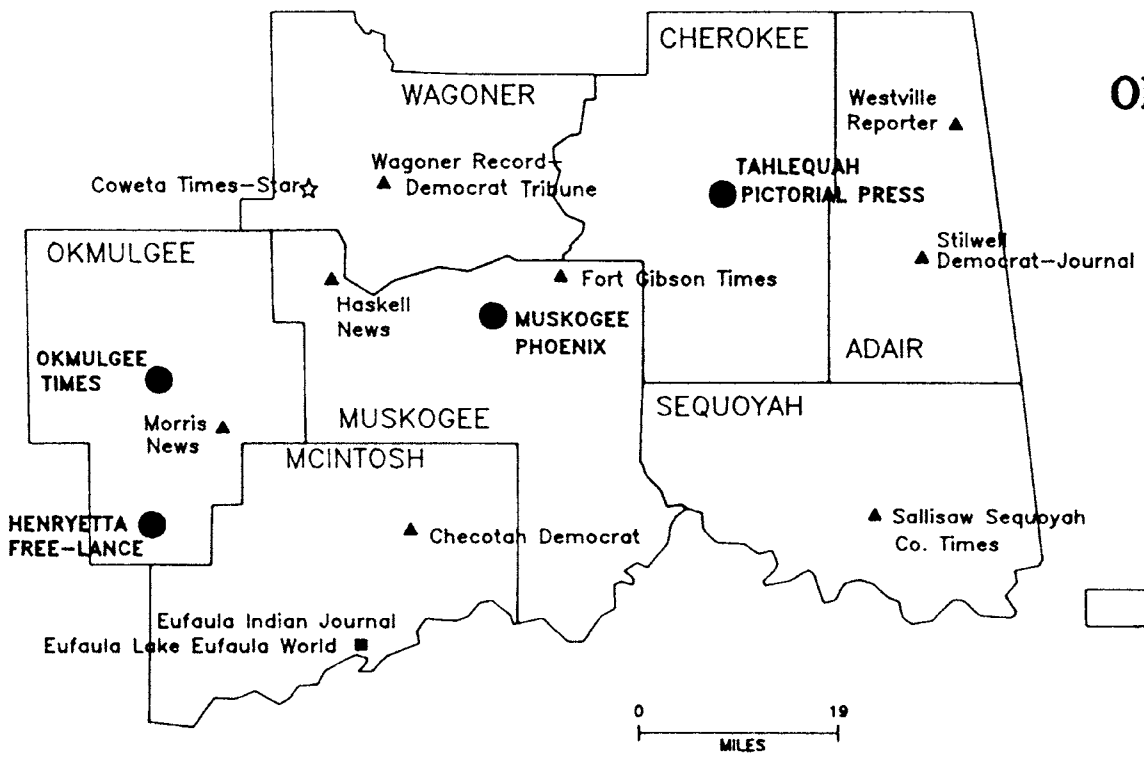 CHEROKEE
WAGONER
Westville
Reporter
Wagoner Record-
Democrat Tribune
Coweta Times-Star
TAHLEQUAH
PICTORIAL PRESS
OKMULGEE
Stilwell
Democrat-Journal
Haskell
News
Fort Gibson Times
MUSKOGEE
PHOENIX
ADAIR
OKMULGEE
TIMES
Morris
News
MUSKOGEE
SEQUOYAH
MCINTOSH
HENRYETTA
FREE-LANCE
Checotah Democrat
Sallisaw Sequoyah
Co. Times
Eufaula Indian Journal
Eufaula Lake Eufaula World
0 19
MILES